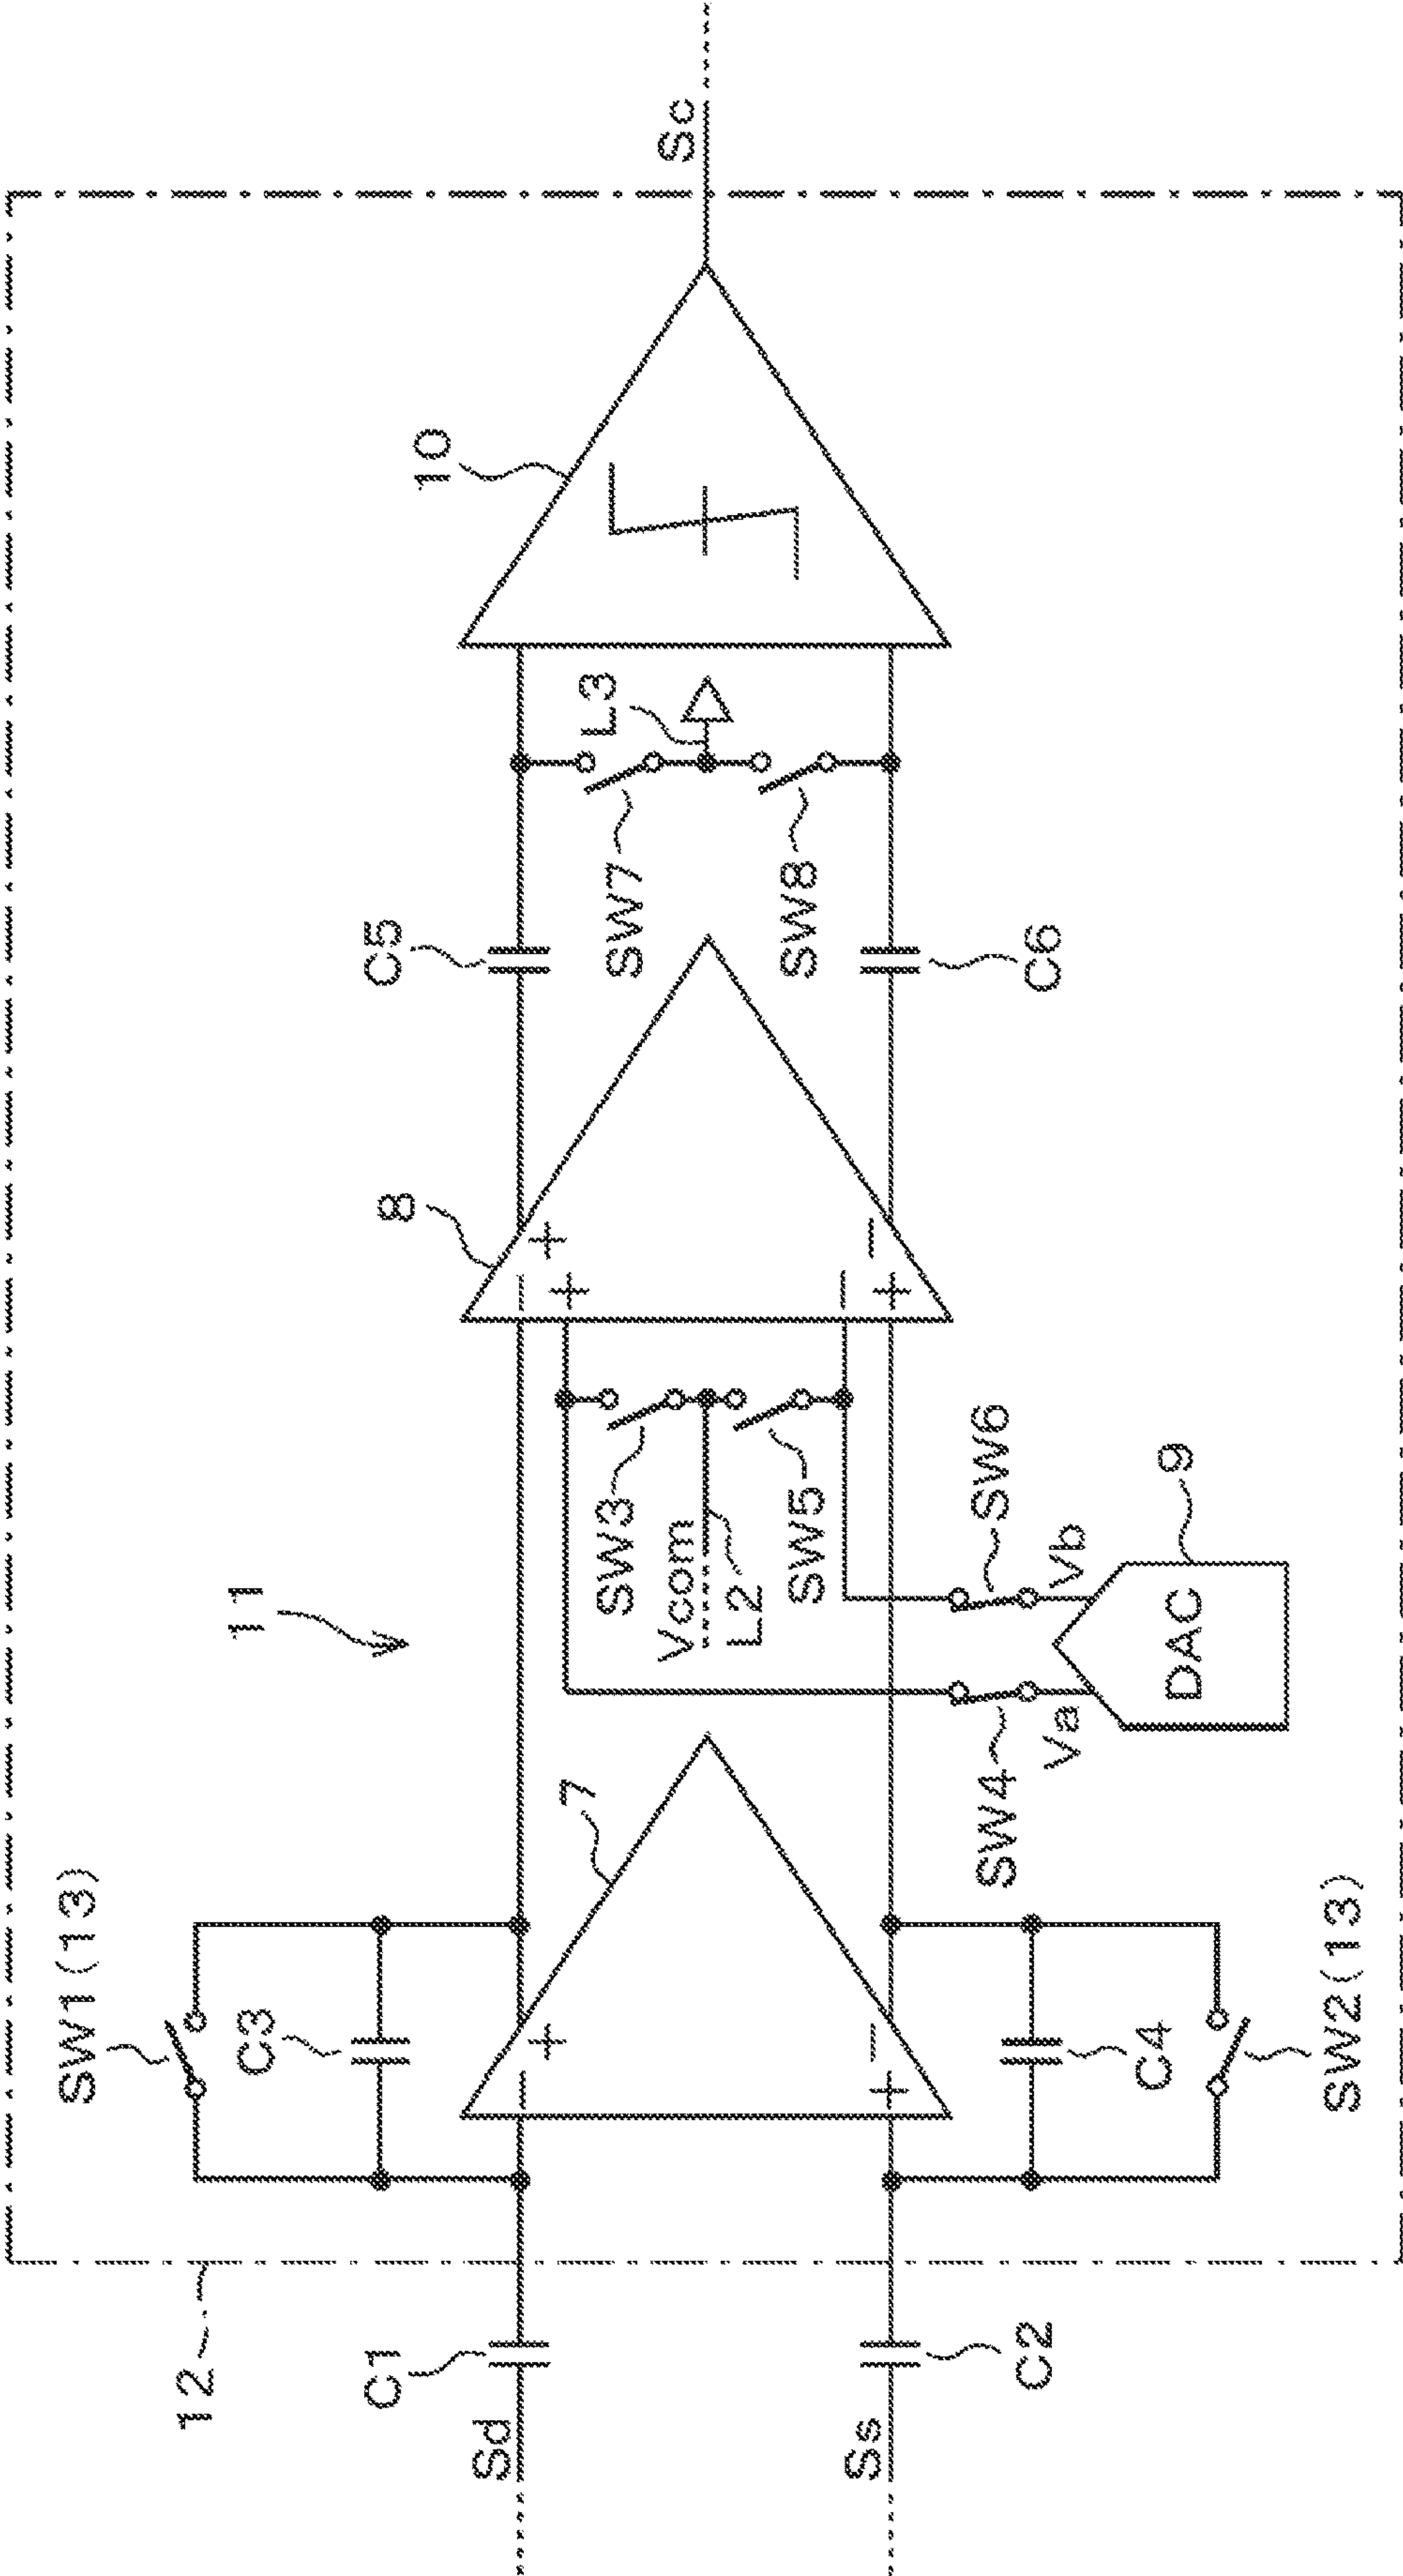 12
11
SW1(13)
C3
C1
Sd
Ss
C2
C4
SW2(13)
7
8
10
C5
C6
SW3
Vcom
L2
SW5
SW4
SW6
Va
Vb
DAC
9
SW7
SW8
L3
Sc
+
−
+
−
+
−
+
−
+
−